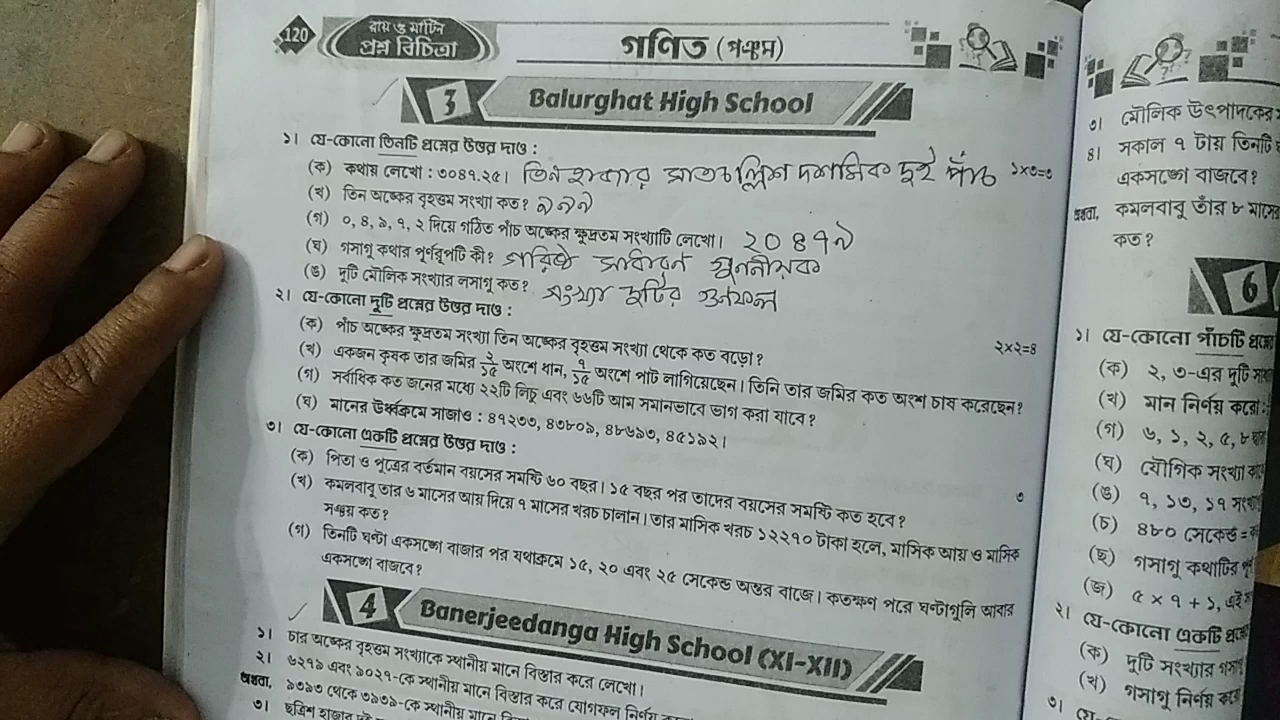 120
রায় ও মার্টিন
প্রশ্ন বিচিত্রা
গণিত (পঞ্চম)
3 Balurghat High School
১। যে-কোনো তিনটি প্রশ্নের উত্তর দাও : ১×৩=৩
(ক) কথায় লেখো : ৩০৪৭.২৫। তিন হাজার সাতচল্লিশ দশমিক দুই পাঁচ
(খ) তিন অঙ্কের বৃহত্তম সংখ্যা কত? ৯৯৯
(গ) ০, ৪, ৯, ৭, ২ দিয়ে গঠিত পাঁচ অঙ্কের ক্ষুদ্রতম সংখ্যাটি লেখো। ২০৪৭৯
(ঘ) গসাগু কথার পূর্ণরূপটি কী? গরিষ্ঠ সাধারণ গুননীয়ক
(ঙ) দুটি মৌলিক সংখ্যার লসাগু কত? সংখ্যা দুটির গুনফল
২। যে-কোনো দুটি প্রশ্নের উত্তর দাও : ২×২=৪
(ক) পাঁচ অঙ্কের ক্ষুদ্রতম সংখ্যা তিন অঙ্কের বৃহত্তম সংখ্যা থেকে কত বড়ো?
(খ) একজন কৃষক তার জমির ২/১৫ অংশে ধান, ৭/১৫ অংশে পাট লাগিয়েছেন। তিনি তার জমির কত অংশ চাষ করেছেন?
(গ) সর্বাধিক কত জনের মধ্যে ২২টি লিচু এবং ৬৬টি আম সমানভাবে ভাগ করা যাবে?
(ঘ) মানের ঊর্ধ্বক্রমে সাজাও : ৪৭২৩৩, ৪৩৮০৯, ৪৮৬৯৩, ৪৫১৯২।
৩। যে-কোনো একটি প্রশ্নের উত্তর দাও : ৩
(ক) পিতা ও পুত্রের বর্তমান বয়সের সমষ্টি ৬০ বছর। ১৫ বছর পর তাদের বয়সের সমষ্টি কত হবে?
(খ) কমলবাবু তার ৬ মাসের আয় দিয়ে ৭ মাসের খরচ চালান। তার মাসিক খরচ ১২২৭০ টাকা হলে, মাসিক আয় ও মাসিক
সঞ্চয় কত?
(গ) তিনটি ঘণ্টা একসঙ্গে বাজার পর যথাক্রমে ১৫, ২০ এবং ২৫ সেকেন্ড অন্তর বাজে। কতক্ষণ পরে ঘণ্টাগুলি আবার
একসঙ্গে বাজবে?
4 Banerjeedanga High School (XI-XII)
১। চার অঙ্কের বৃহত্তম সংখ্যাকে স্থানীয় মানে বিস্তার করে লেখো।
২। ৬২৭৯ এবং ৯০২৭-কে স্থানীয় মানে বিস্তার করে যোগফল নির্ণয়
অথবা, ৯৩৯৩ থেকে ৩৯৩৯-কে স্থানীয় মানে
৩। ছত্রিশ হাজার
৩। মৌলিক উৎপাদকের
৪। সকাল ৭ টায় তিনটি
একসঙ্গে বাজবে?
অথবা, কমলবাবু তাঁর ৮ মাসের
কত?
6
১। যে-কোনো পাঁচটি প্রশ্নের
(ক) ২, ৩-এর দুটি
(খ) মান নির্ণয় করো :
(গ) ৬, ১, ২, ৫, ৮
(ঘ) যৌগিক সংখ্যা
(ঙ) ৭, ১৩, ১৭
(চ) ৪৮০ সেকেন্ড =
(ছ) গসাগু কথাটির
(জ) ৫ × ৭ + ১, এই
২। যে-কোনো একটি
(ক) দুটি সংখ্যার
(খ) গসাগু নির্ণয়
৩।